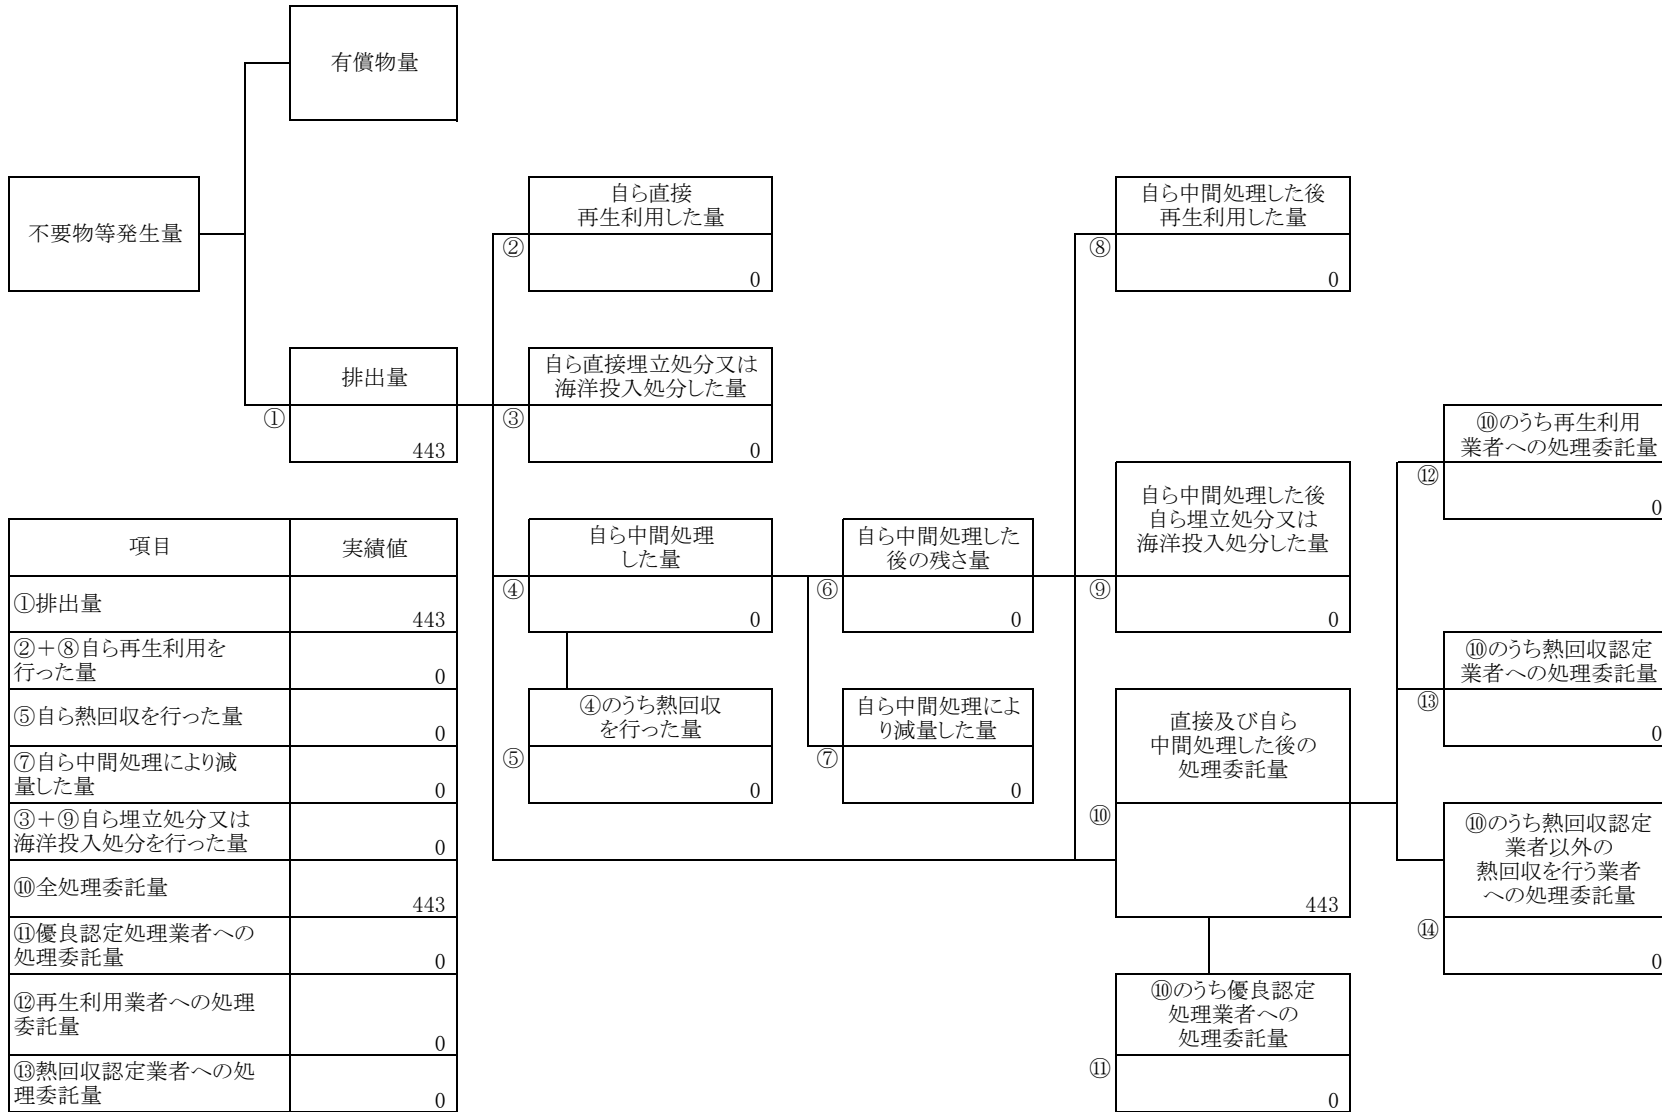 有償物量
不要物等発生量
自ら直接
再生利用した量
②
0
自ら中間処理した後
再生利用した量
⑧
0
排出量
①
443
自ら直接埋立処分又は
海洋投入処分した量
③
0
⑩のうち再生利用
業者への処理委託量
⑫
0
自ら中間処理
した量
④
0
自ら中間処理した
後の残さ量
⑥
0
自ら中間処理した後
自ら埋立処分又は
海洋投入処分した量
⑨
0
⑩のうち熱回収認定
業者への処理委託量
⑬
0
④のうち熱回収
を行った量
⑤
0
自ら中間処理によ
り減量した量
⑦
0
直接及び自ら
中間処理した後の
処理委託量
⑩
443
⑩のうち熱回収認定
業者以外の
熱回収を行う業者
への処理委託量
⑭
0
⑩のうち優良認定
処理業者への
処理委託量
⑪
0
項目
実績値
①排出量
443
②+⑧自ら再生利用を
行った量
0
⑤自ら熱回収を行った量
0
⑦自ら中間処理により減
量した量
0
③+⑨自ら埋立処分又は
海洋投入処分を行った量
0
⑩全処理委託量
443
⑪優良認定処理業者への
処理委託量
0
⑫再生利用業者への処理
委託量
0
⑬熱回収認定業者への処
理委託量
0